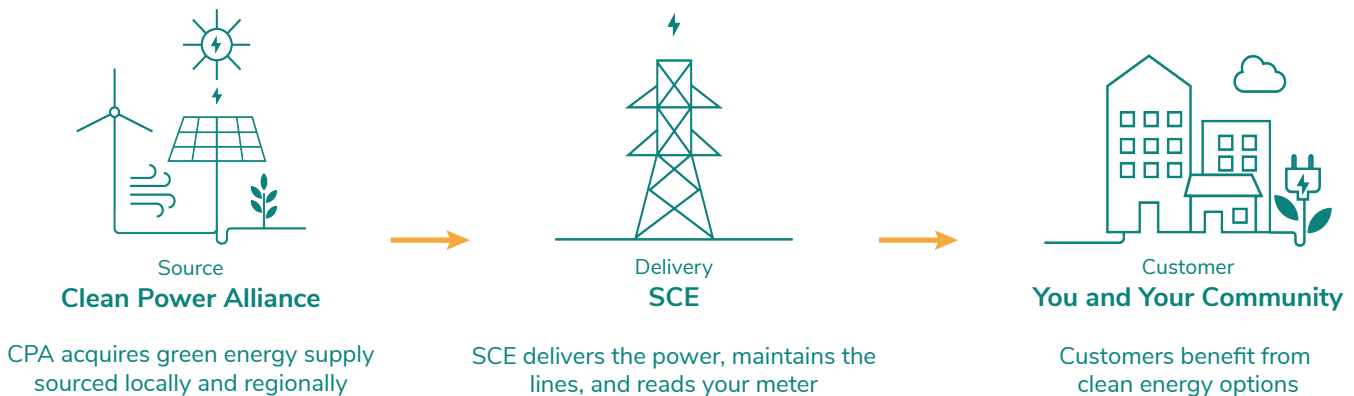 Source
Clean Power Alliance
CPA acquires green energy supply
sourced locally and regionally
Delivery
SCE
SCE delivers the power, maintains the
lines, and reads your meter
Customer
You and Your Community
Customers benefit from
clean energy options